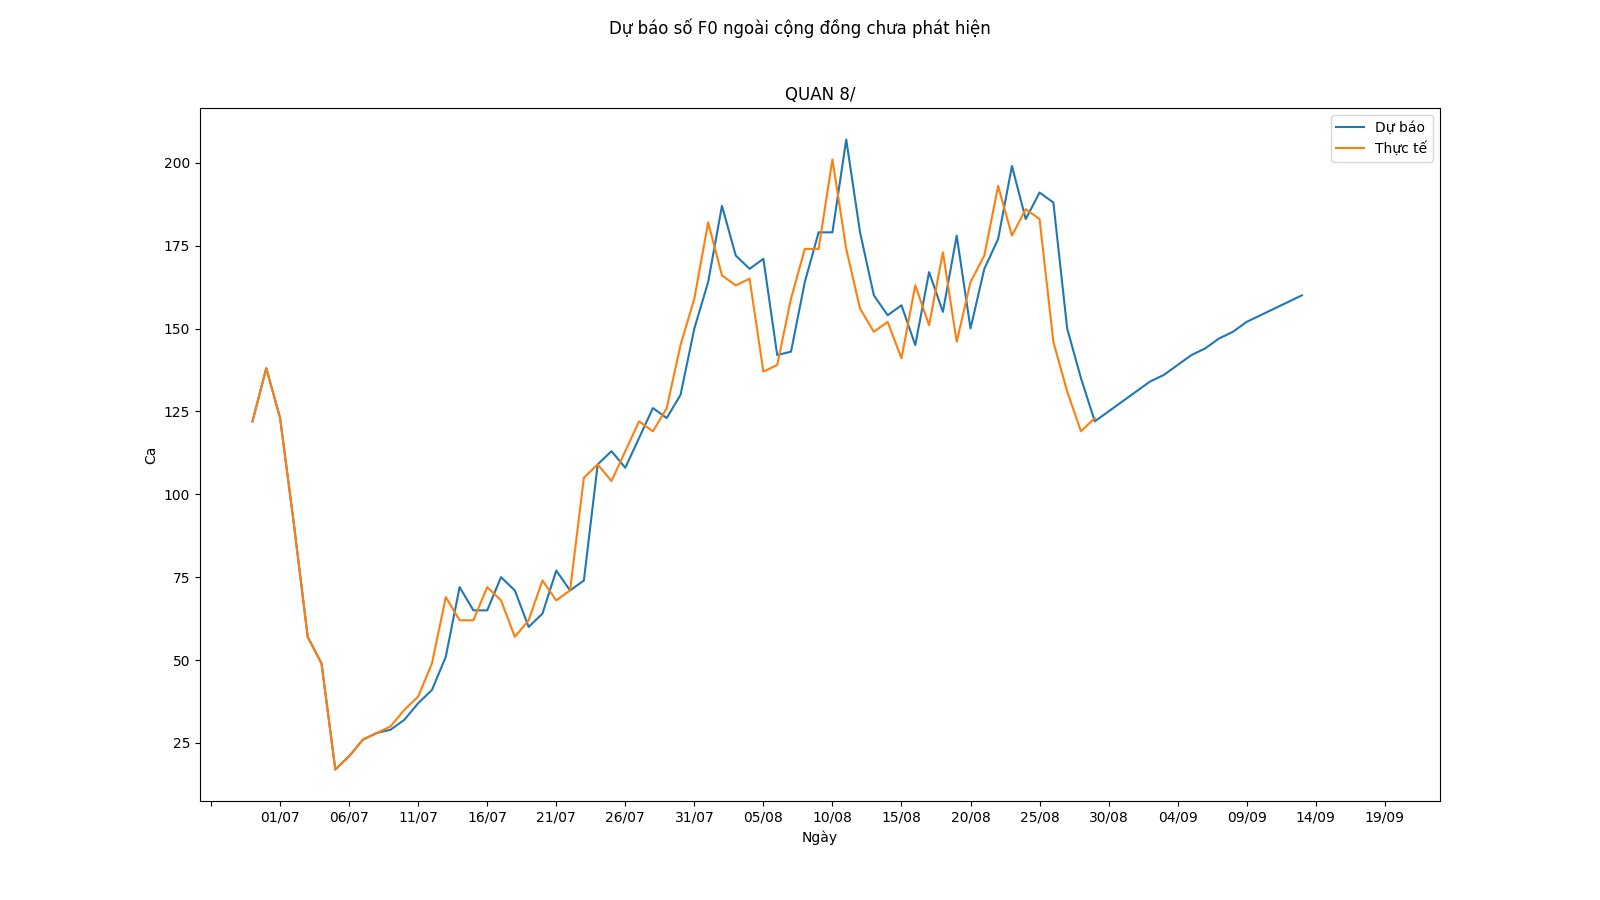 Dự báo số F0 ngoài cộng đồng chưa phát hiện
QUAN 8/
Dự báo
Thực tế
200
175
150
125
100
75
50
25
Ca
01/07 06/07 11/07 16/07 21/07 26/07 31/07 05/08 10/08 15/08 20/08 25/08 30/08 04/09 09/09 14/09 19/09
Ngày